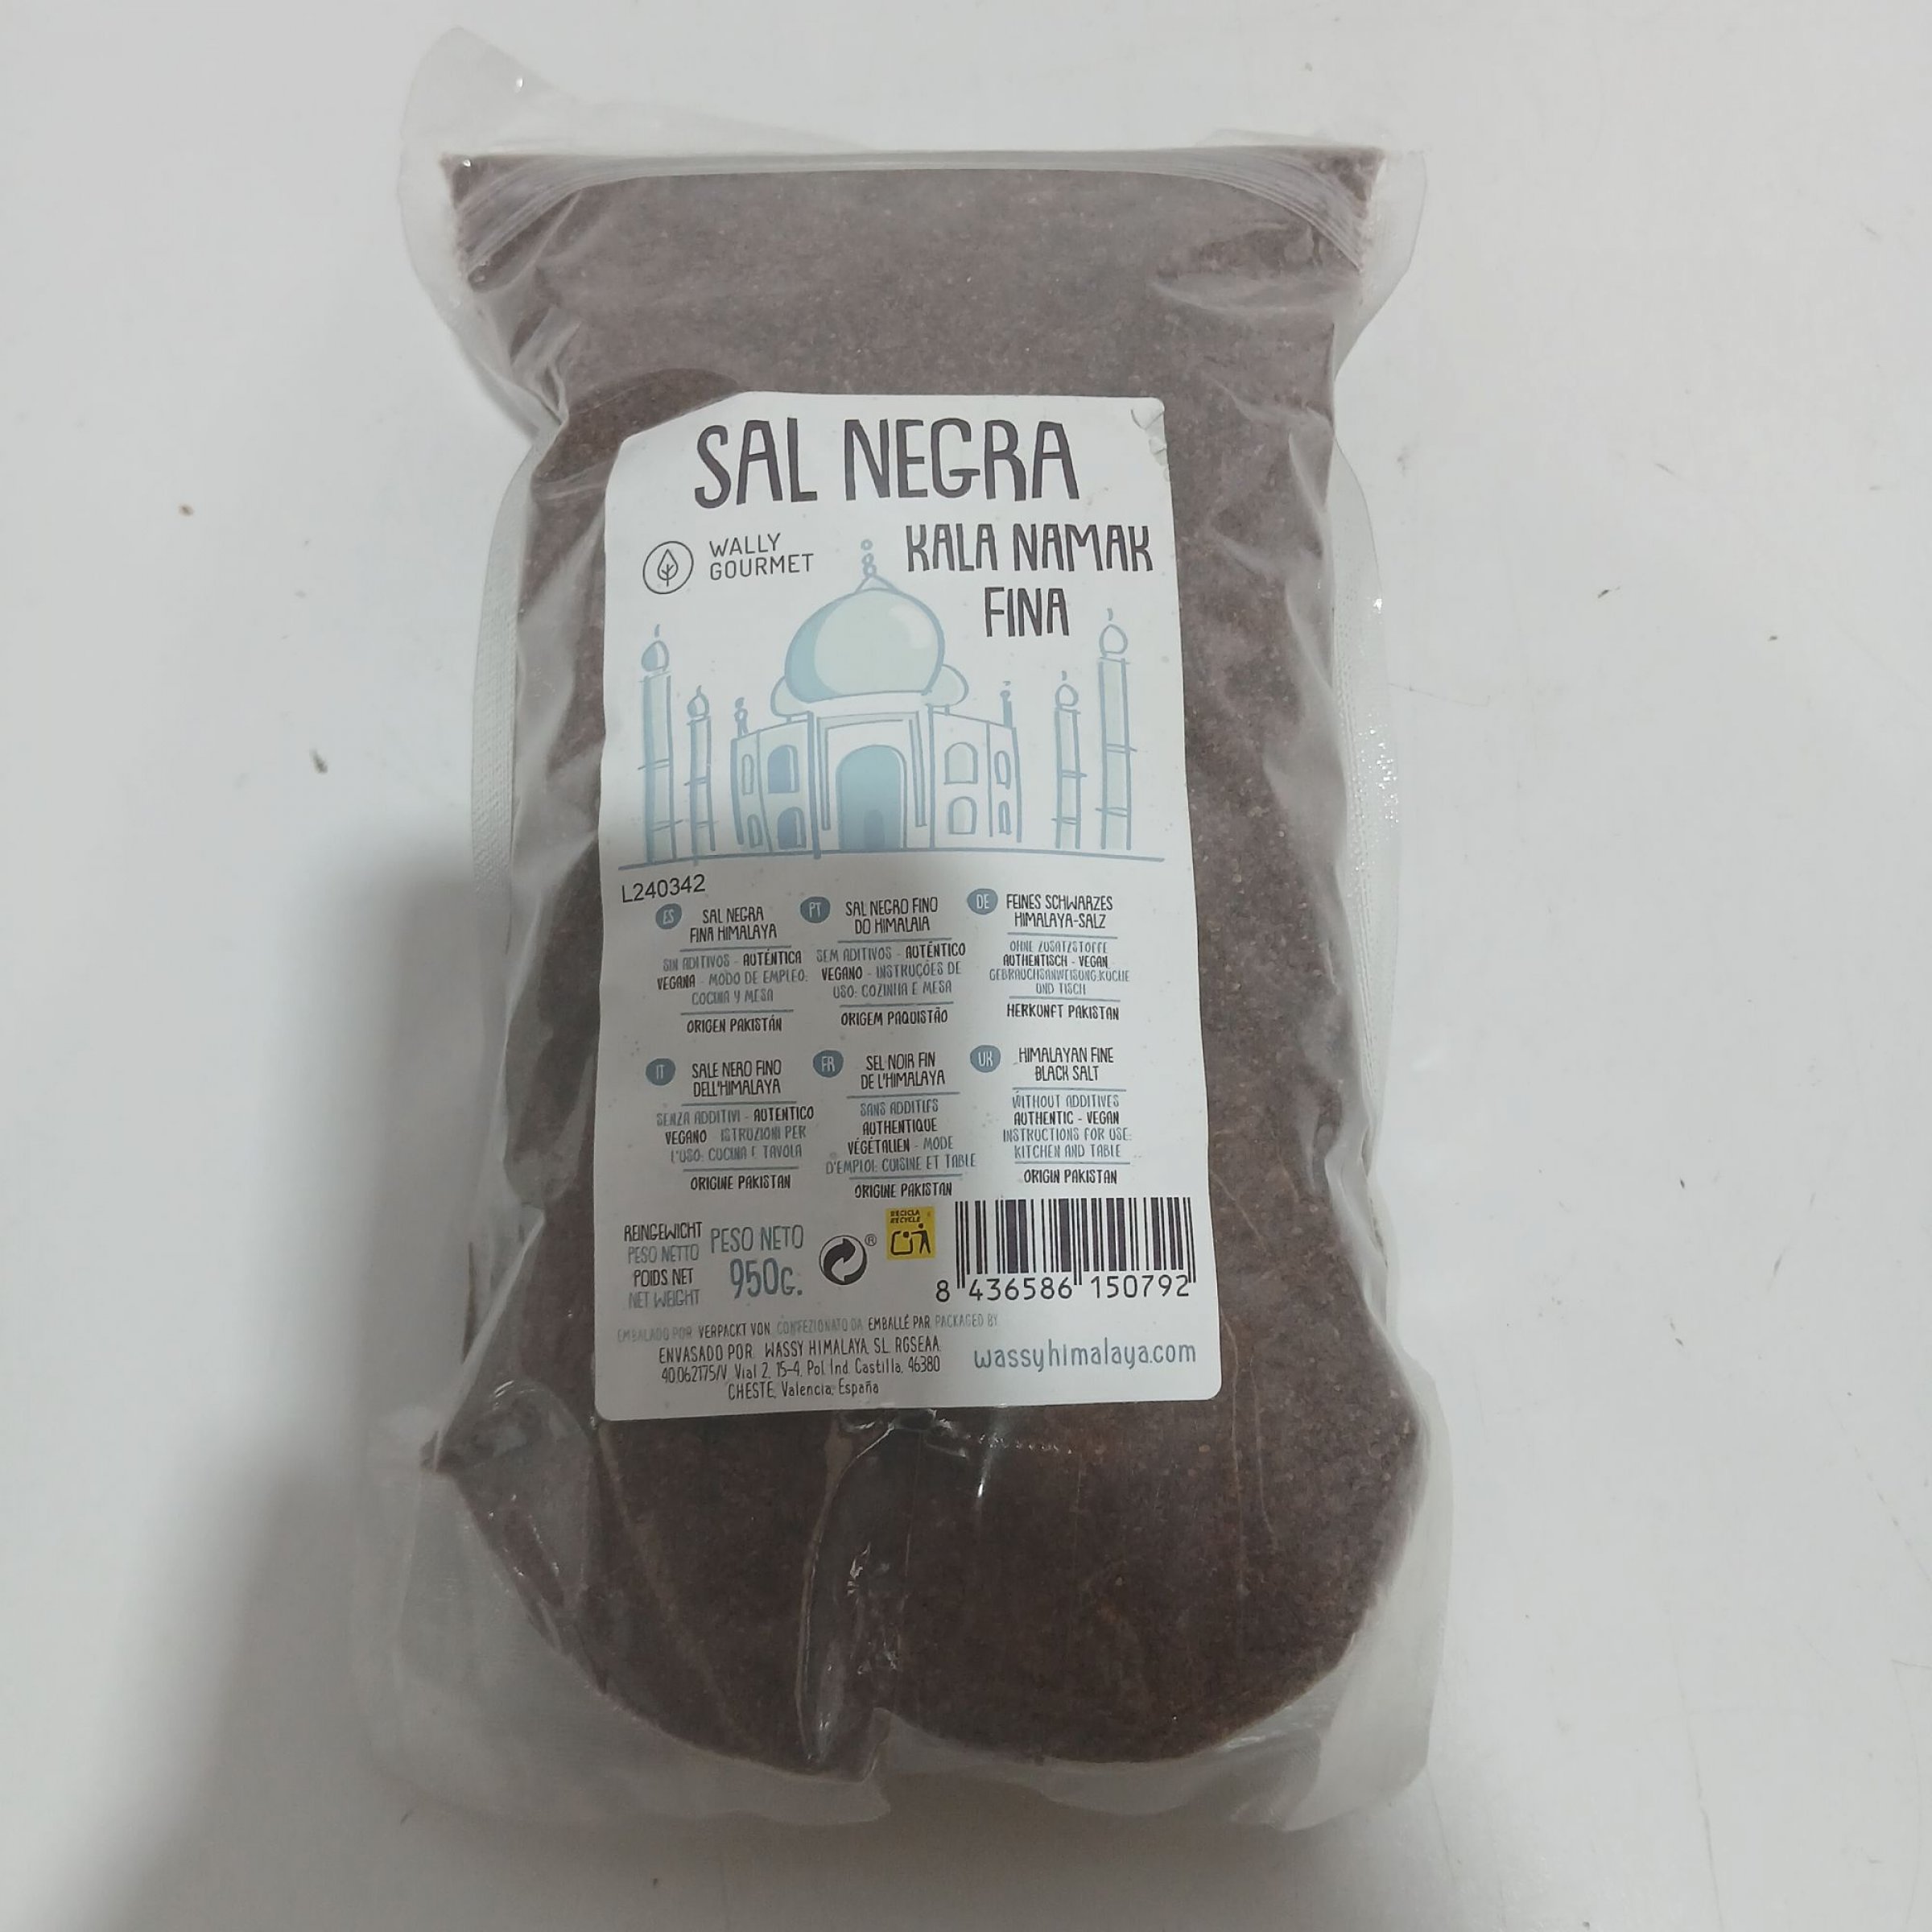 SAL NEGRA
WALLY
GOURMET
KALA NAMAK
FINA
L240342
ES
SAL NEGRA
FINA HIMALAYA
SIN ADITIVOS - AUTÉNTICA
VEGANA - MODO DE EMPLEO:
COCINA Y MESA
ORIGEN PAKISTÁN
PT
SAL NEGRO FINO
DO HIMALAIA
SEM ADITIVOS - AUTÊNTICO
VEGANO - INSTRUÇÕES DE
USO: COZINHA E MESA
ORIGEM PAQUISTÃO
DE
FEINES SCHWARZES
HIMALAYA-SALZ
OHNE ZUSATZSTOFFE
AUTHENTISCH - VEGAN
GEBRAUCHSANWEISUNG:KÜCHE
UND TISCH
HERKUNFT PAKISTAN
IT
SALE NERO FINO
DELL'HIMALAYA
SENZA ADDITIVI - AUTENTICO
VEGANO ISTRUZIONI PER
L'USO: CUCINA E TAVOLA
ORIGINE PAKISTAN
FR
SEL NOIR FIN
DE L'HIMALAYA
SANS ADDITIFS
AUTHENTIQUE
VÉGÉTALIEN - MODE
D'EMPLOI: CUISINE ET TABLE
ORIGINE PAKISTAN
UK
HIMALAYAN FINE
BLACK SALT
WITHOUT ADDITIVES
AUTHENTIC - VEGAN
INSTRUCTIONS FOR USE:
KITCHEN AND TABLE
ORIGIN PAKISTAN
REINGEWICHT
PESO NETTO
POIDS NET
NET WEIGHT
PESO NETO
950G.
®
RECICLA
RECYCLE
8 436586 150792
EMBALADO POR VERPACKT VON CONFEZIONATO DA EMBALLÉ PAR PACKAGED BY
ENVASADO POR: WASSY HIMALAYA, SL. RGSEAA:
40.062175/V, Vial 2, 15-4, Pol. Ind. Castilla, 46380
CHESTE, Valencia, España
wassyhimalaya.com